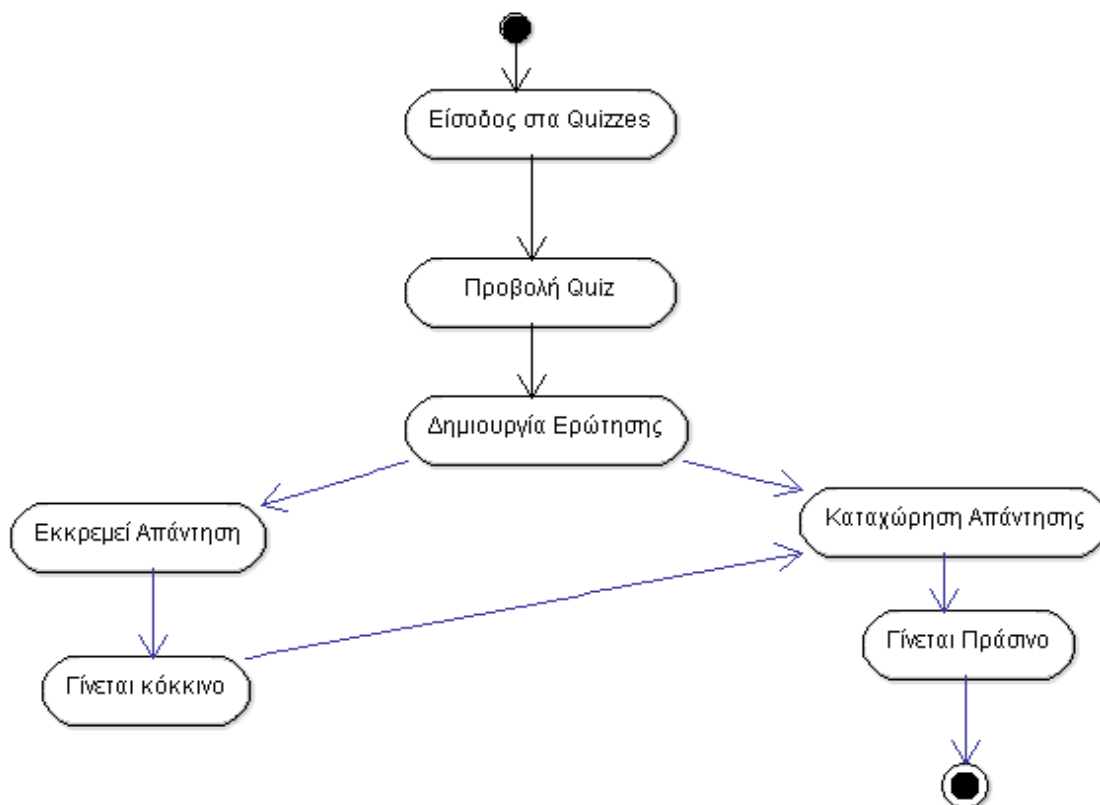 Είσοδος στα Quizzes
Προβολή Quiz
Δημιουργία Ερώτησης
Εκκρεμεί Απάντηση
Καταχώρηση Απάντησης
Γίνεται κόκκινο
Γίνεται Πράσινο